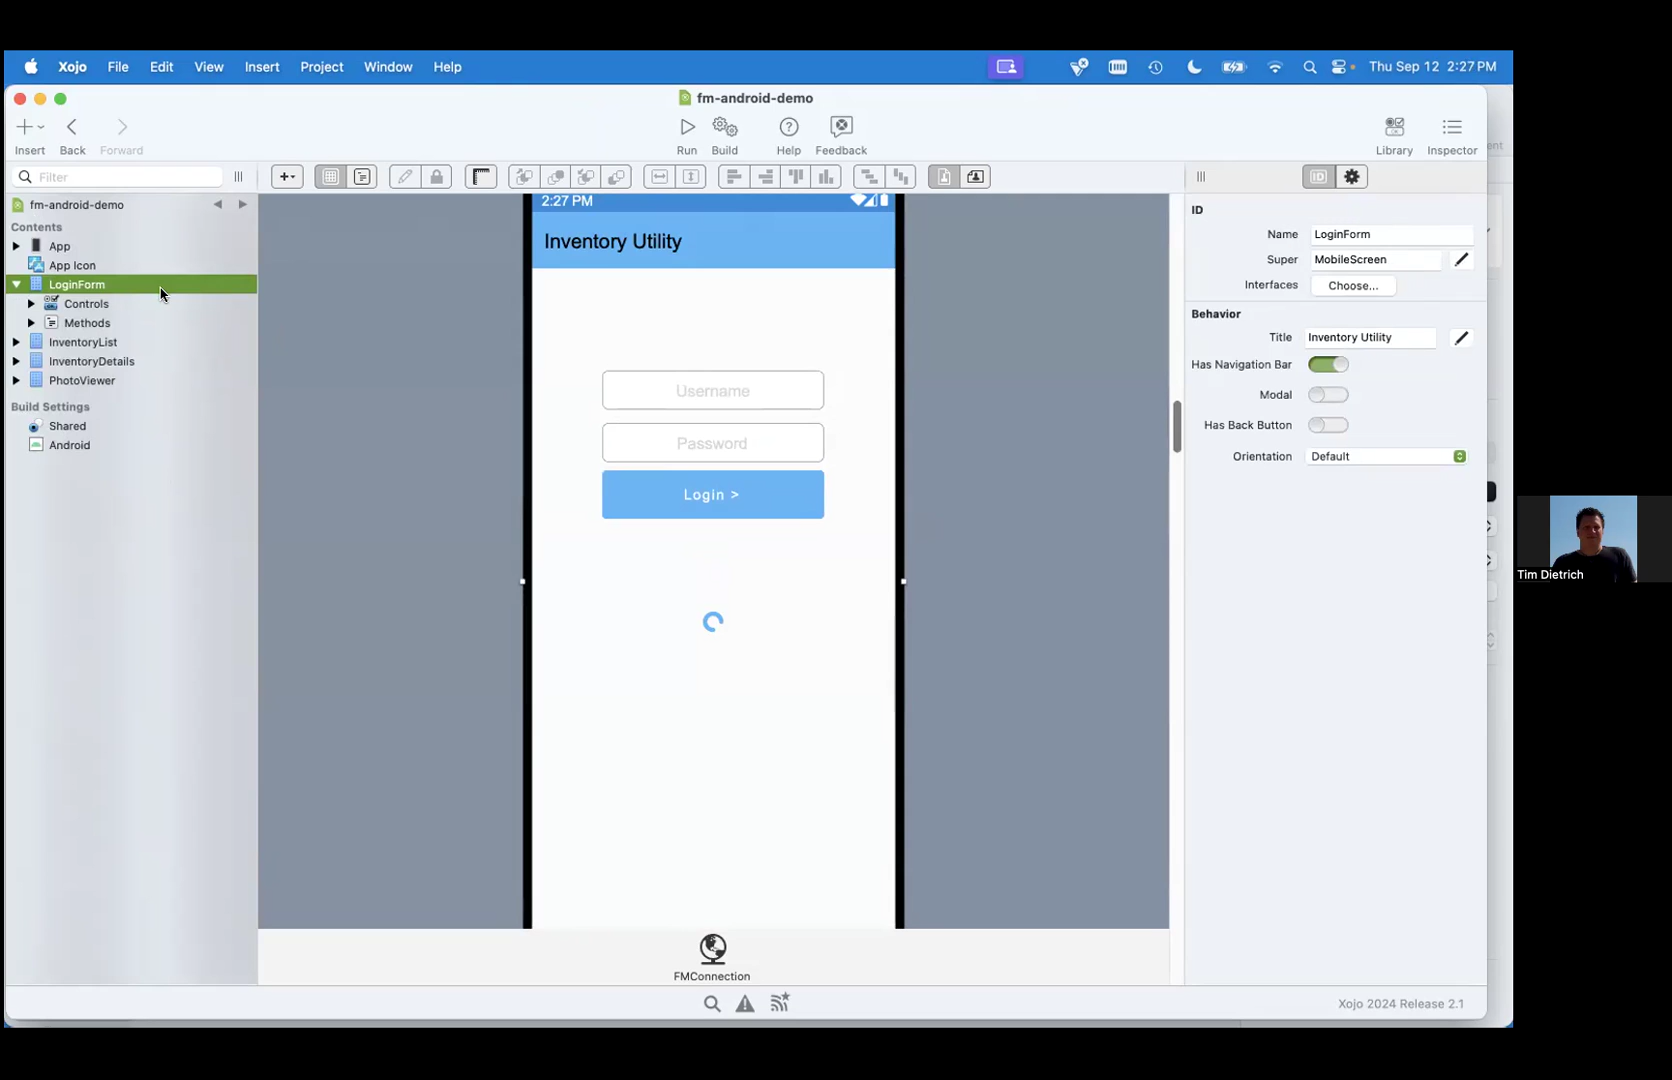 Xojo File Edit View Insert Project Window Help
Thu Sep 12 2:27 PM
fm-android-demo
Insert Back Forward
Run Build Help Feedback
Library Inspector
Filter
ID
fm-android-demo
Contents
App
App Icon
LoginForm
Controls
Methods
InventoryList
InventoryDetails
PhotoViewer
Build Settings
Shared
Android
2:27 PM
Inventory Utility
Username
Password
Login >
FMConnection
ID
Name LoginForm
Super MobileScreen
Interfaces Choose...
Behavior
Title Inventory Utility
Has Navigation Bar
Modal
Has Back Button
Orientation Default
Xojo 2024 Release 2.1
Tim Dietrich